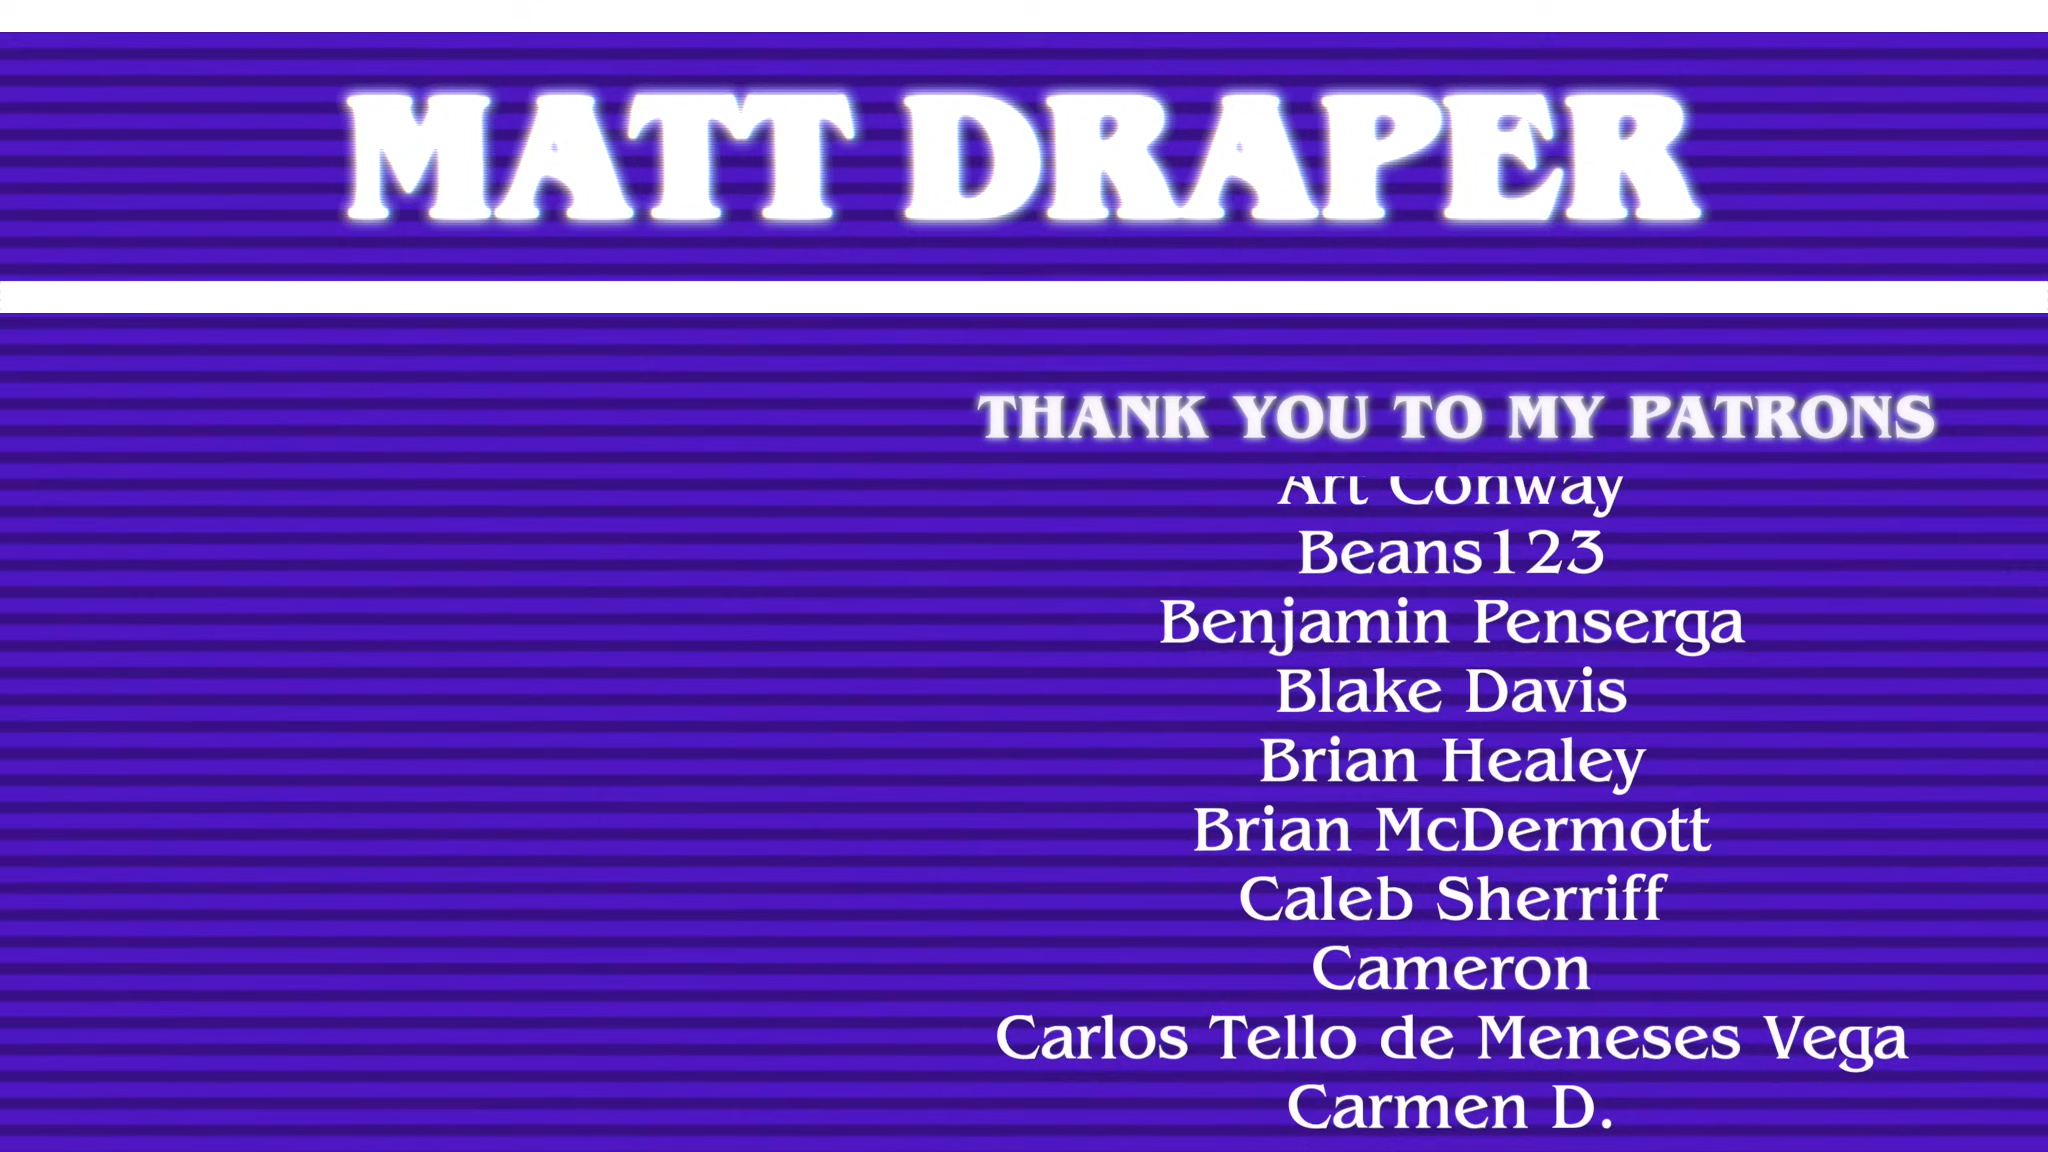 MATT DRAPER
THANK YOU TO MY PATRONS
Art Conway
Beans123
Benjamin Penserga
Blake Davis
Brian Healey
Brian McDermott
Caleb Sherriff
Cameron
Carlos Tello de Meneses Vega
Carmen D.